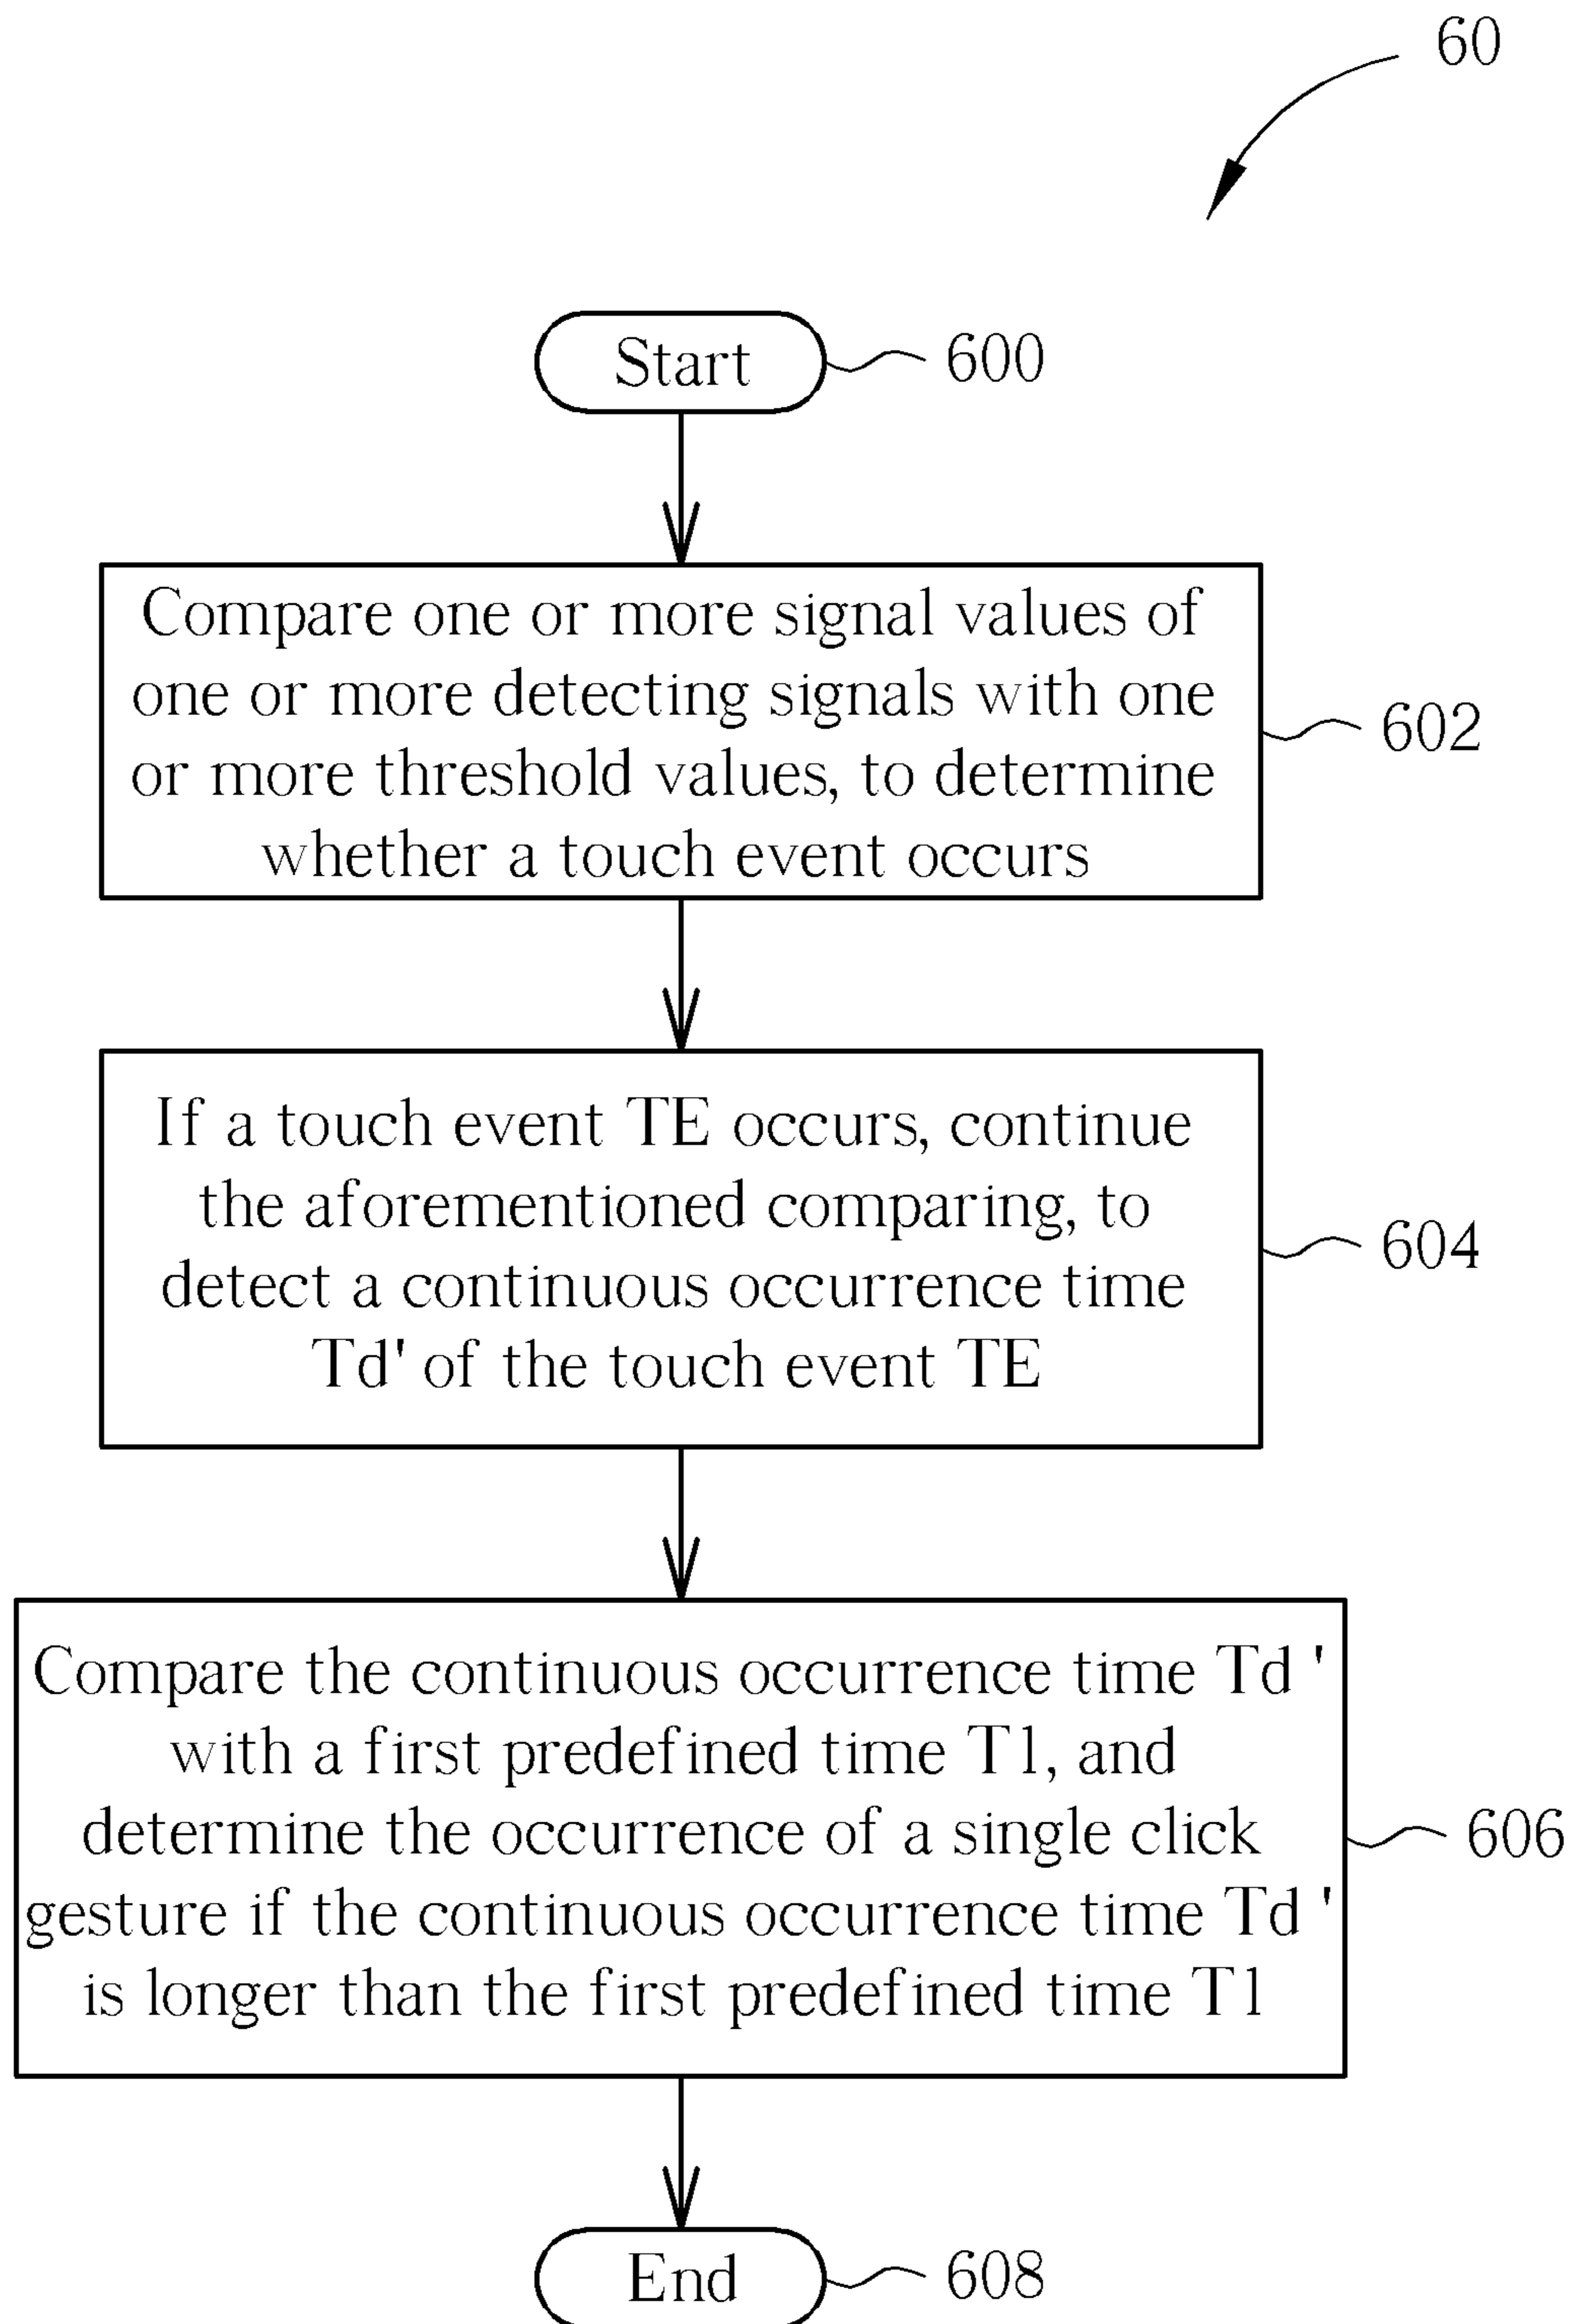 60
Start
600
Compare one or more signal values of
one or more detecting signals with one
or more threshold values, to determine
whether a touch event occurs
602
If a touch event TE occurs, continue
the aforementioned comparing, to
detect a continuous occurrence time
Td' of the touch event TE
604
Compare the continuous occurrence time Td '
with a first predefined time T1, and
determine the occurrence of a single click
gesture if the continuous occurrence time Td '
is longer than the first predefined time T1
606
End
608